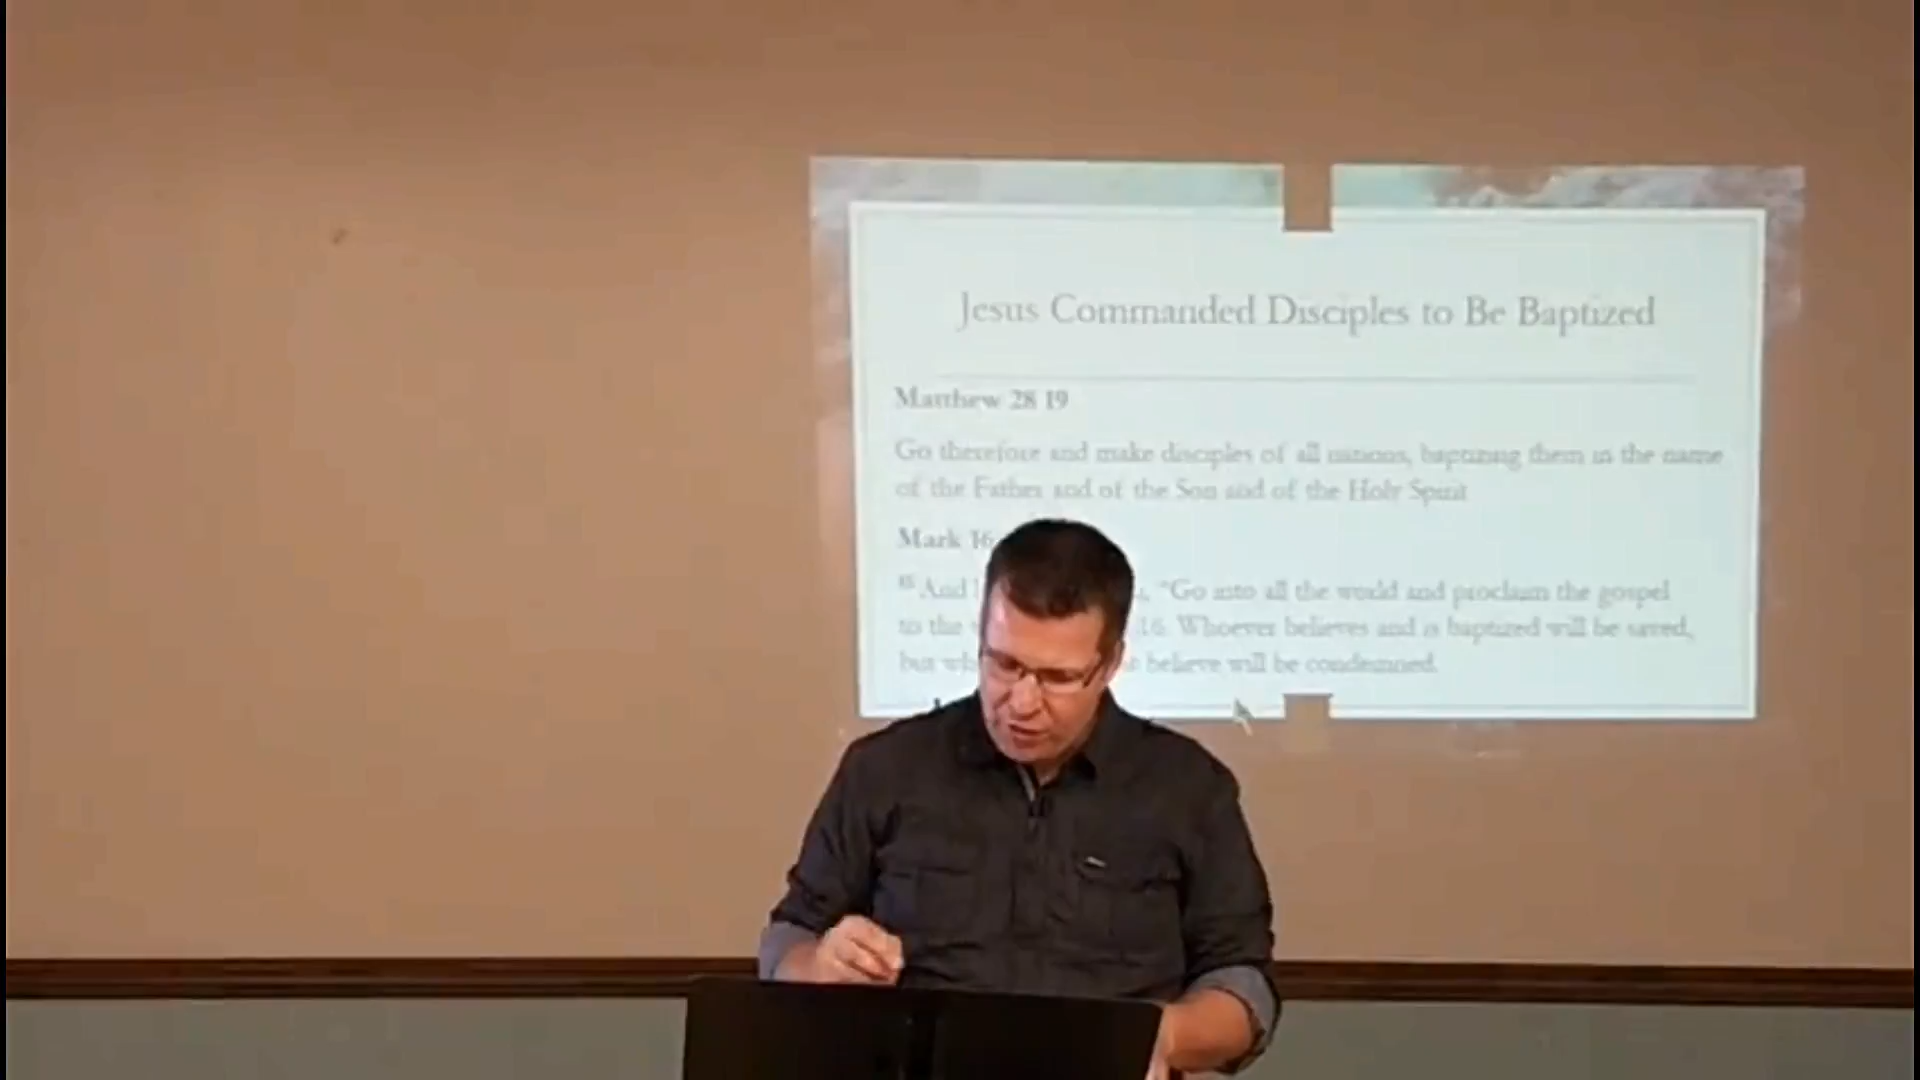 Jesus Commanded Disciples to Be Baptized
Matthew 28 19
Go therefore and make disciples of all nations, baptizing them in the name
of the Father and of the Son and of the Holy Spirit
Mark 16
15 And "Go into all the world and proclaim the gospel
to the 16. Whoever believes and is baptized will be saved,
but believe will be condemned.